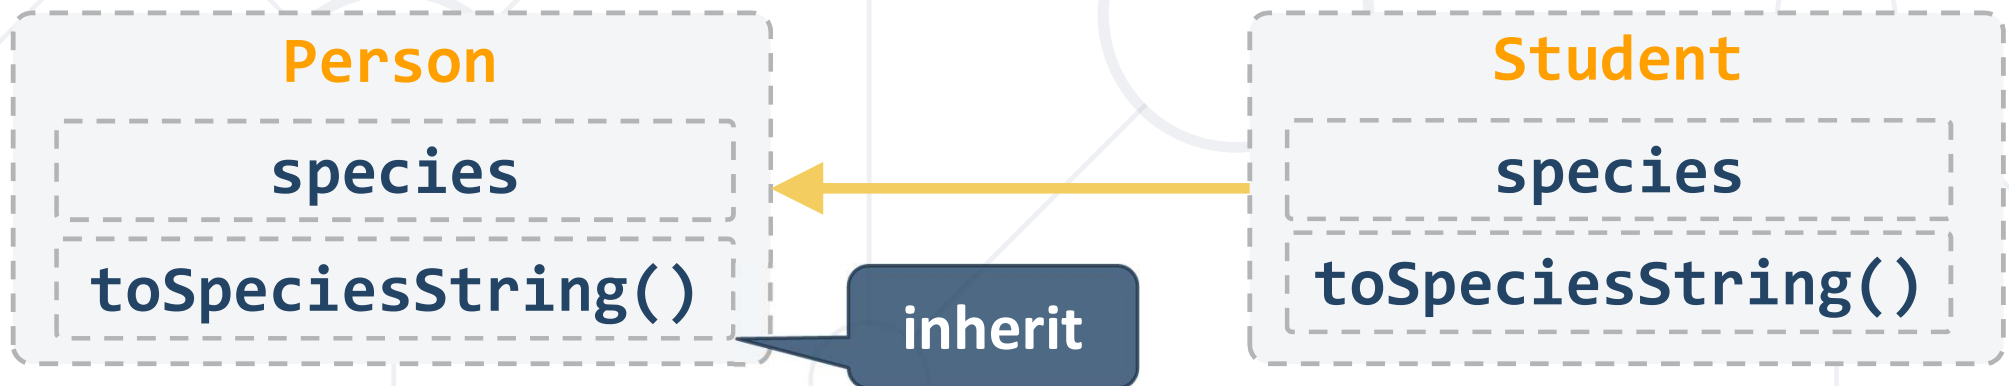 Person
species
toSpeciesString()
inherit
Student
species
toSpeciesString()